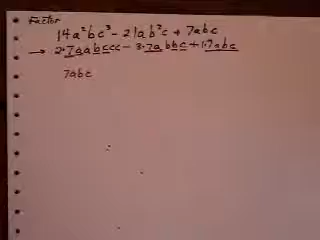 Factor
14a²bc³ - 21ab²c + 7abc
→ 2·7aabccc - 3·7abbc + 1·7abc
7abc